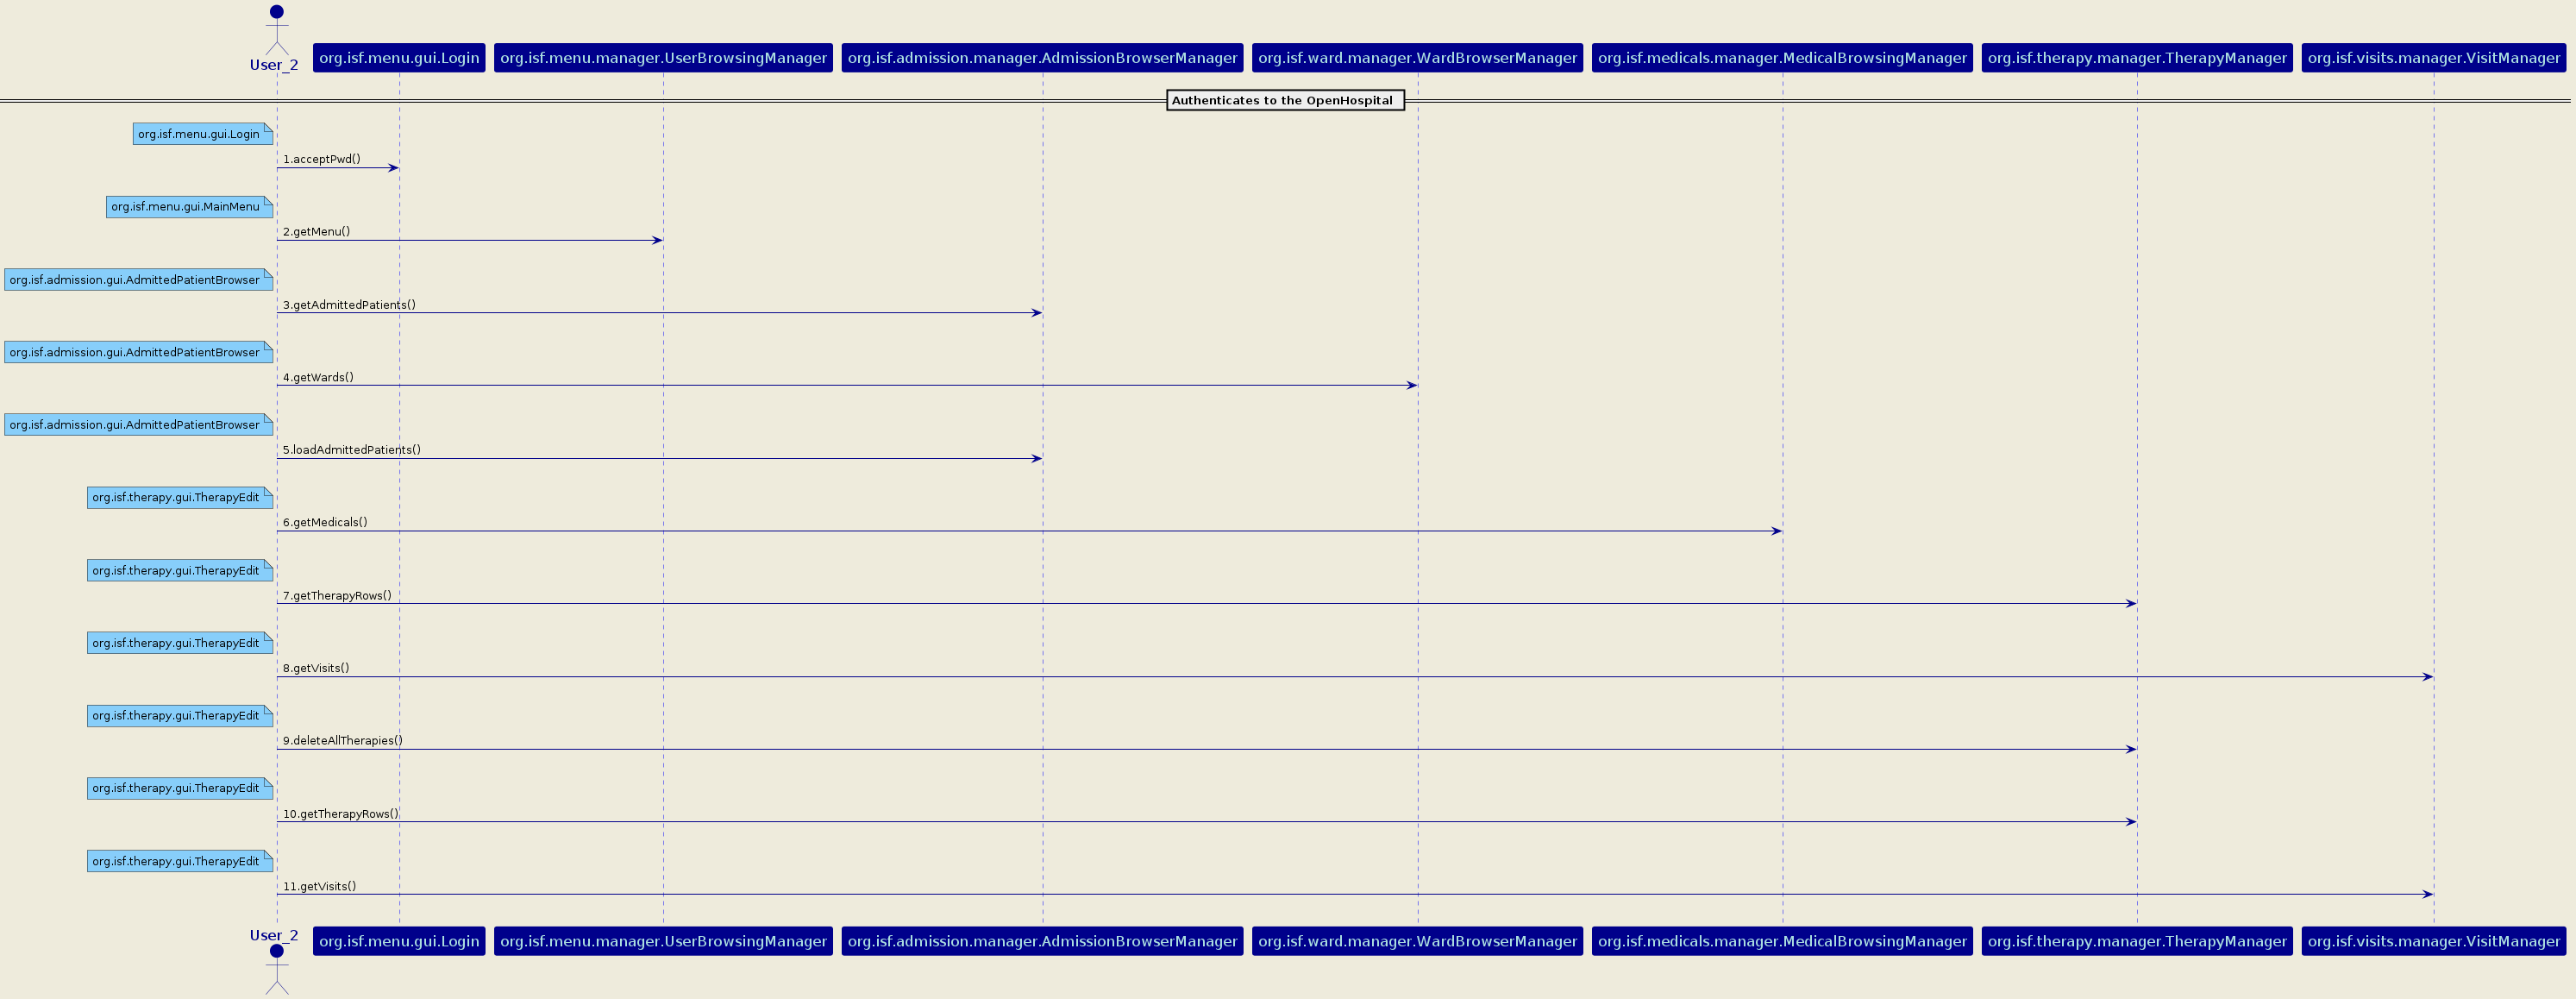 User_2
org.isf.menu.gui.Login
org.isf.menu.manager.UserBrowsingManager
org.isf.admission.manager.AdmissionBrowserManager
org.isf.ward.manager.WardBrowserManager
org.isf.medicals.manager.MedicalBrowsingManager
org.isf.therapy.manager.TherapyManager
org.isf.visits.manager.VisitManager
Authenticates to the OpenHospital
org.isf.menu.gui.Login
1.acceptPwd()
org.isf.menu.gui.MainMenu
2.getMenu()
org.isf.admission.gui.AdmittedPatientBrowser
3.getAdmittedPatients()
org.isf.admission.gui.AdmittedPatientBrowser
4.getWards()
org.isf.admission.gui.AdmittedPatientBrowser
5.loadAdmittedPatients()
org.isf.therapy.gui.TherapyEdit
6.getMedicals()
org.isf.therapy.gui.TherapyEdit
7.getTherapyRows()
org.isf.therapy.gui.TherapyEdit
8.getVisits()
org.isf.therapy.gui.TherapyEdit
9.deleteAllTherapies()
org.isf.therapy.gui.TherapyEdit
10.getTherapyRows()
org.isf.therapy.gui.TherapyEdit
11.getVisits()
User_2
org.isf.menu.gui.Login
org.isf.menu.manager.UserBrowsingManager
org.isf.admission.manager.AdmissionBrowserManager
org.isf.ward.manager.WardBrowserManager
org.isf.medicals.manager.MedicalBrowsingManager
org.isf.therapy.manager.TherapyManager
org.isf.visits.manager.VisitManager